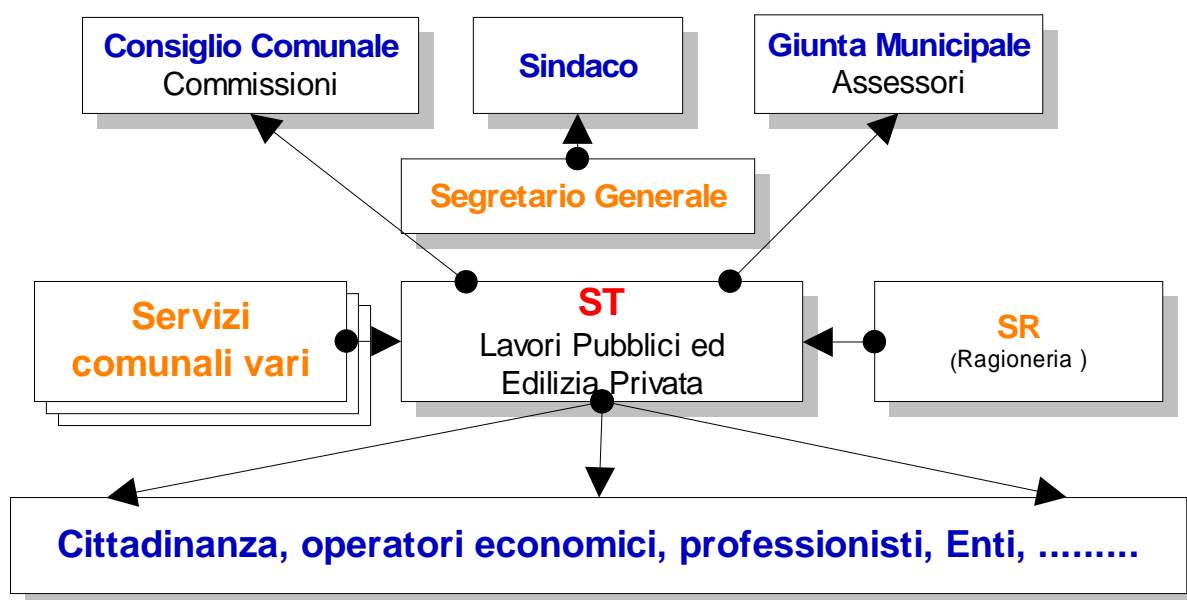 Consiglio Comunale
Commissioni
Sindaco
Giunta Municipale
Assessori
Segretario Generale
Servizi
comunali vari
ST
Lavori Pubblici ed
Edilizia Privata
SR
(Ragioneria )
Cittadinanza, operatori economici, professionisti, Enti, .........